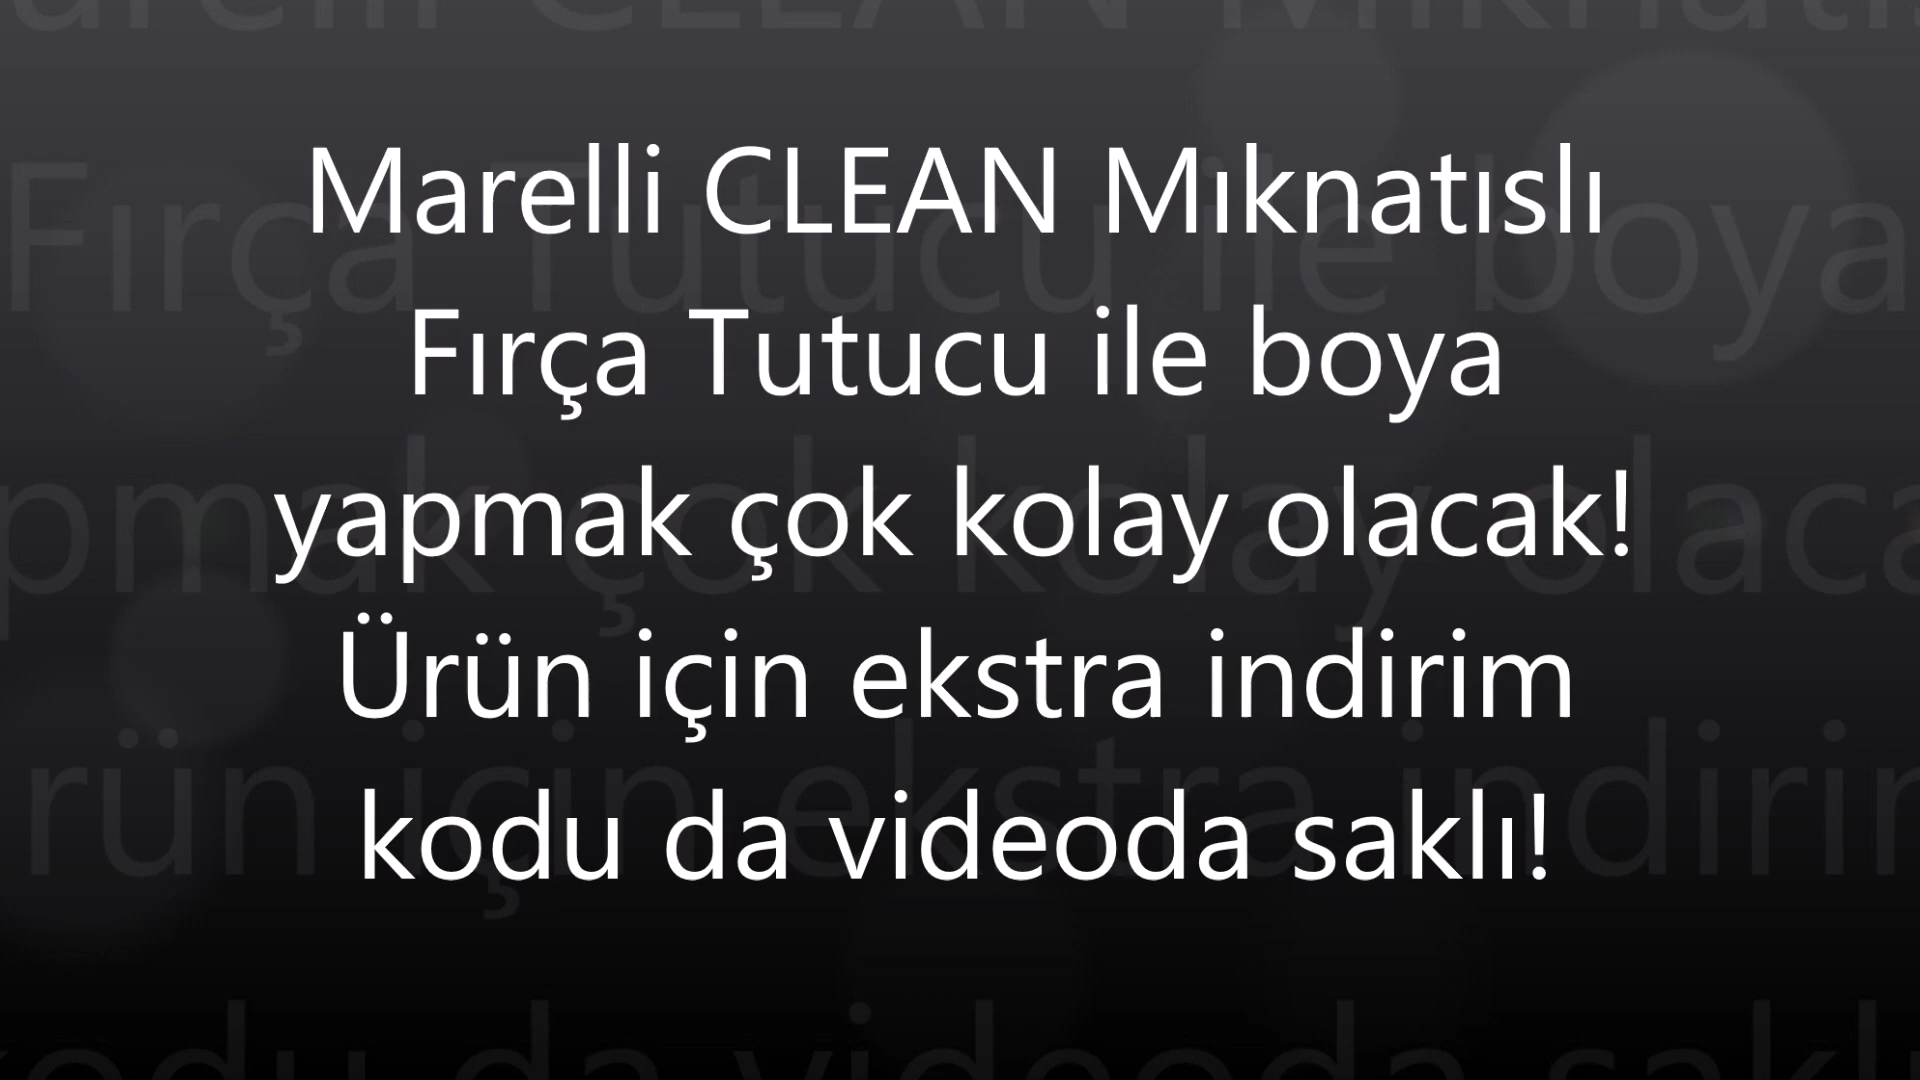 Marelli CLEAN Mıknatıslı
Fırça Tutucu ile boya
yapmak çok kolay olacak!
Ürün için ekstra indirim
kodu da videoda saklı!